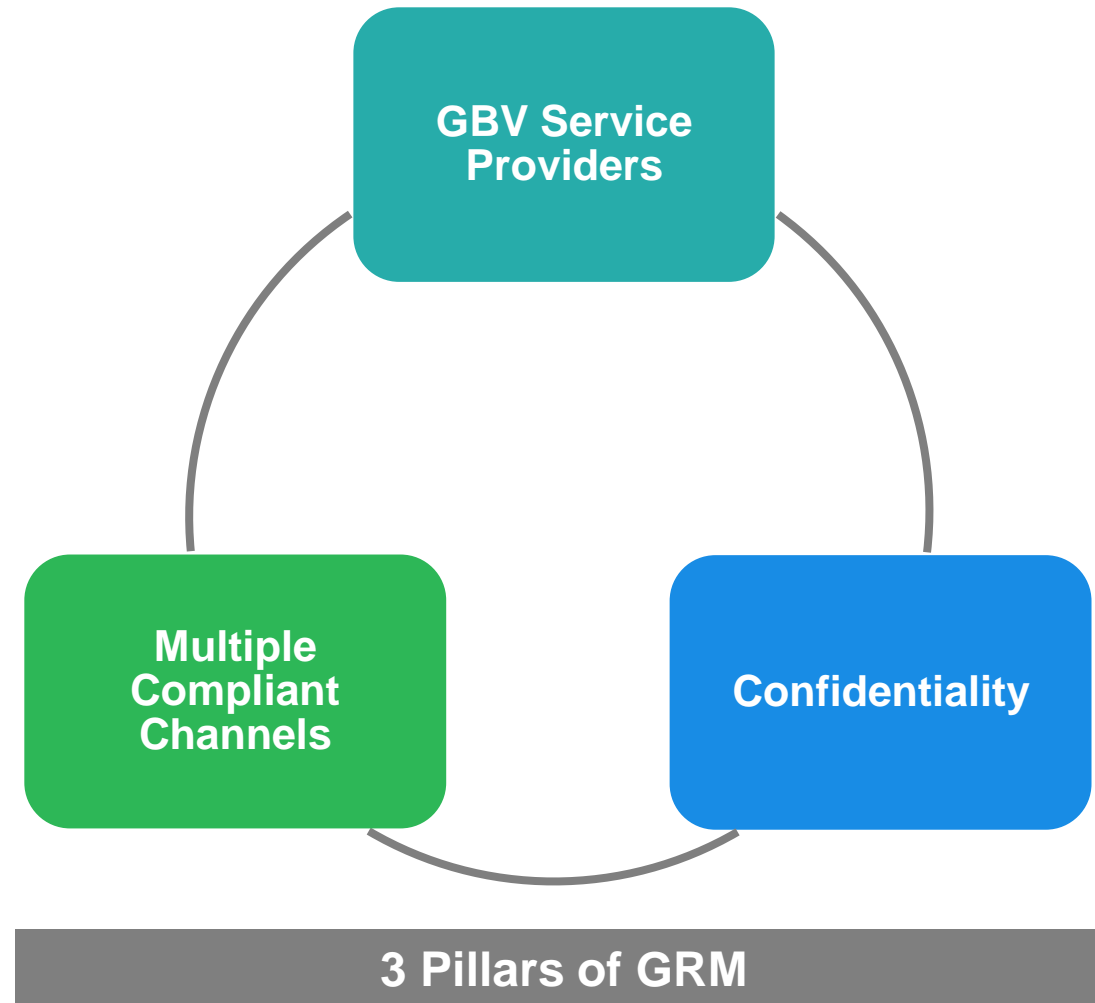 GBV Service
Providers
Multiple
Compliant
Channels
Confidentiality
3 Pillars of GRM